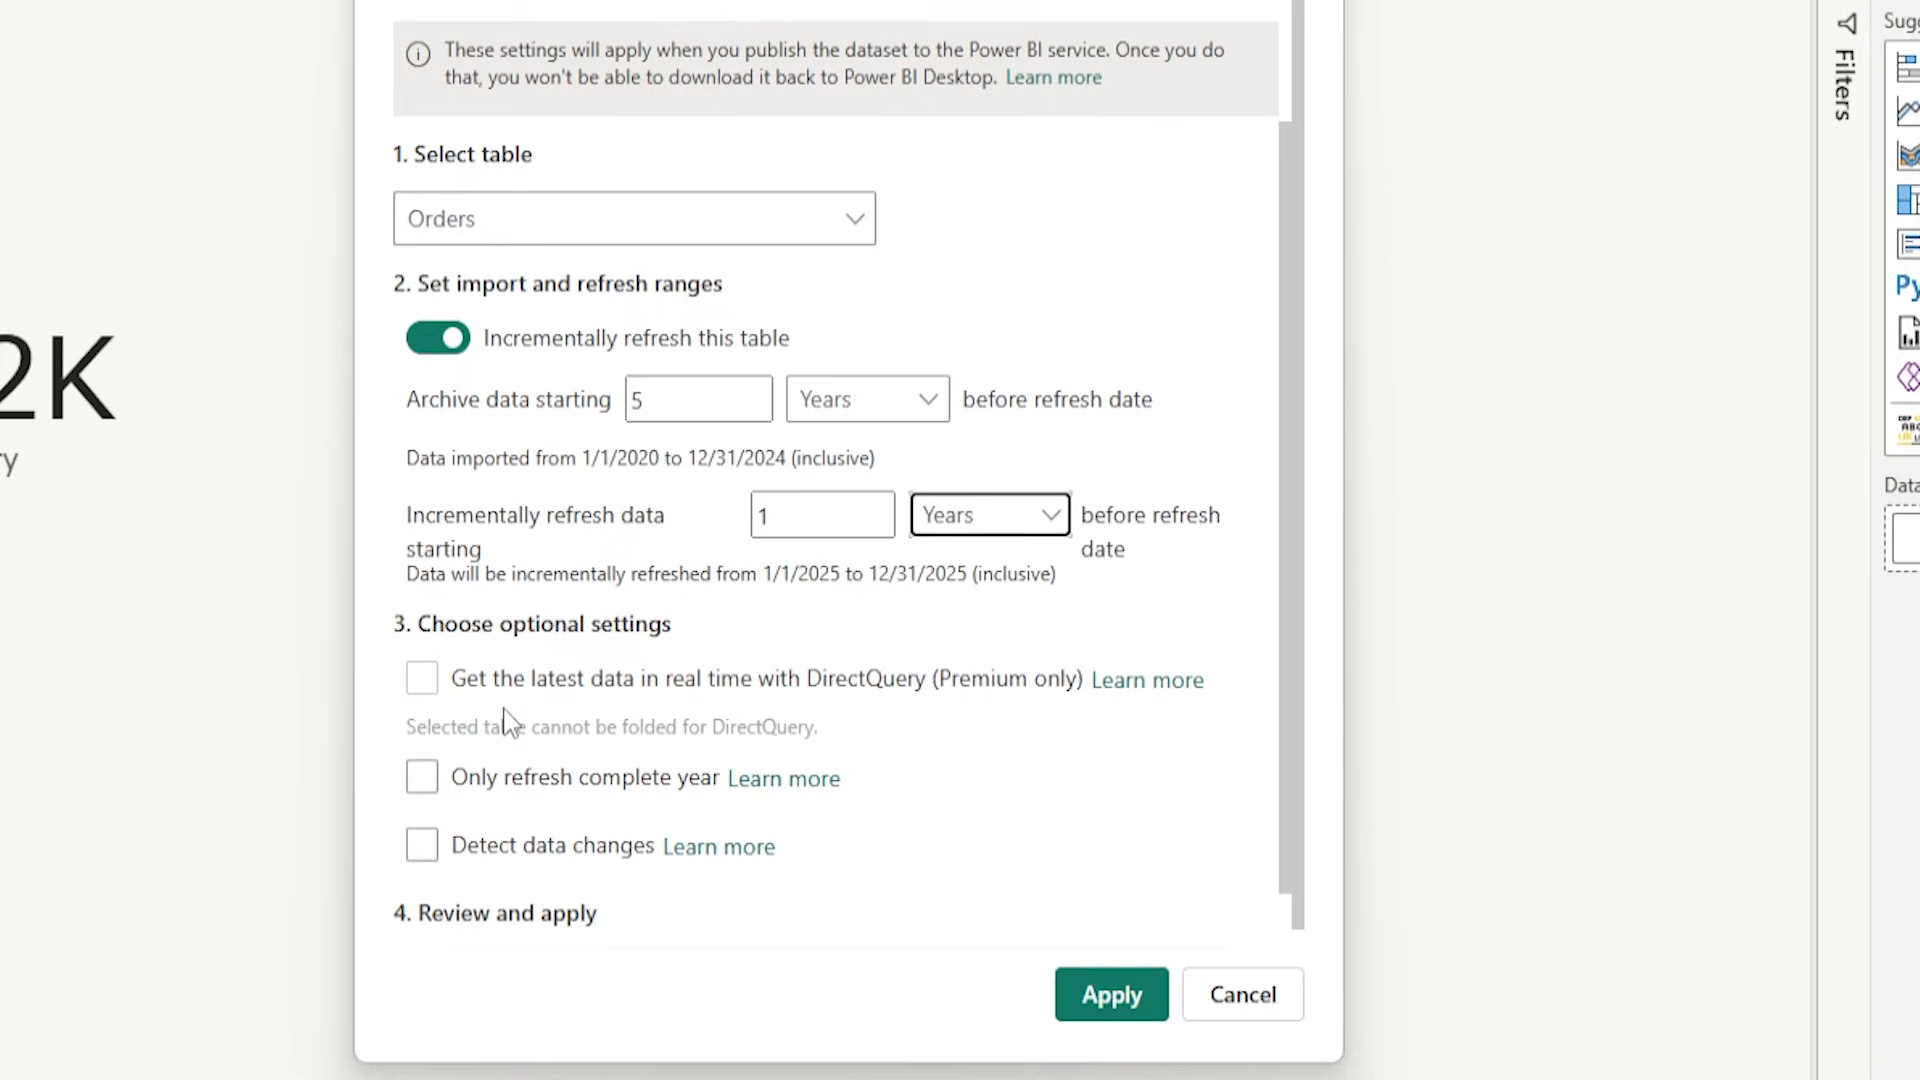 These settings will apply when you publish the dataset to the Power BI service. Once you do
that, you won't be able to download it back to Power BI Desktop. Learn more
1. Select table
Orders
2. Set import and refresh ranges
Incrementally refresh this table
Archive data starting 5 Years before refresh date
Data imported from 1/1/2020 to 12/31/2024 (inclusive)
Incrementally refresh data 1 Years before refresh
starting date
Data will be incrementally refreshed from 1/1/2025 to 12/31/2025 (inclusive)
3. Choose optional settings
Get the latest data in real time with DirectQuery (Premium only) Learn more
Selected table cannot be folded for DirectQuery.
Only refresh complete year Learn more
Detect data changes Learn more
4. Review and apply
Apply Cancel
2K
Filters
Sugg
Py
Data